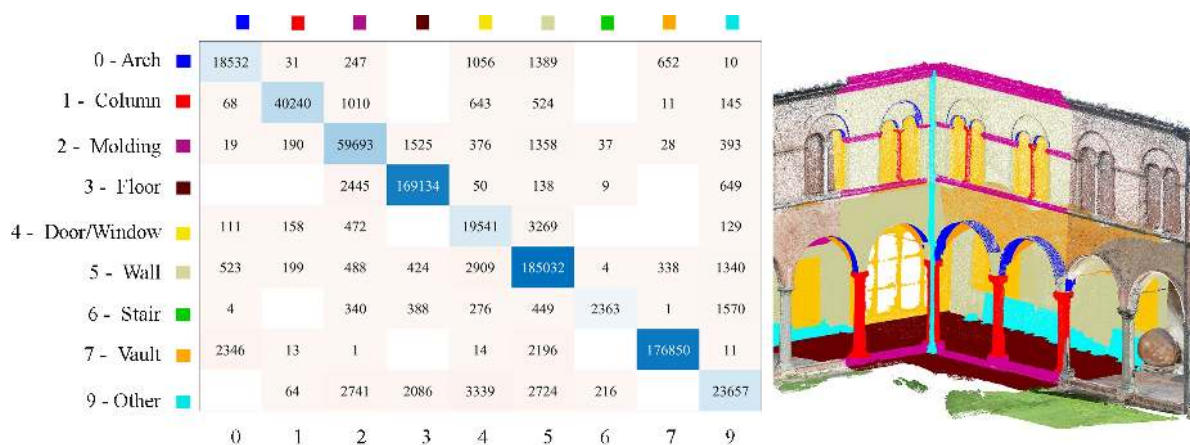 0 - Arch 18532 31 247 1056 1389 652 10
1 - Column 68 40240 1010 643 524 11 145
2 - Molding 19 190 59693 1525 376 1358 37 28 393
3 - Floor 2445 169134 50 138 9 649
4 - Door/Window 111 158 472 19541 3269 129
5 - Wall 523 199 488 424 2909 185032 4 338 1340
6 - Stair 4 340 388 276 449 2363 1 1570
7 - Vault 2346 13 1 14 2196 176850 11
9 - Other 64 2741 2086 3339 2724 216 23657
0 1 2 3 4 5 6 7 9